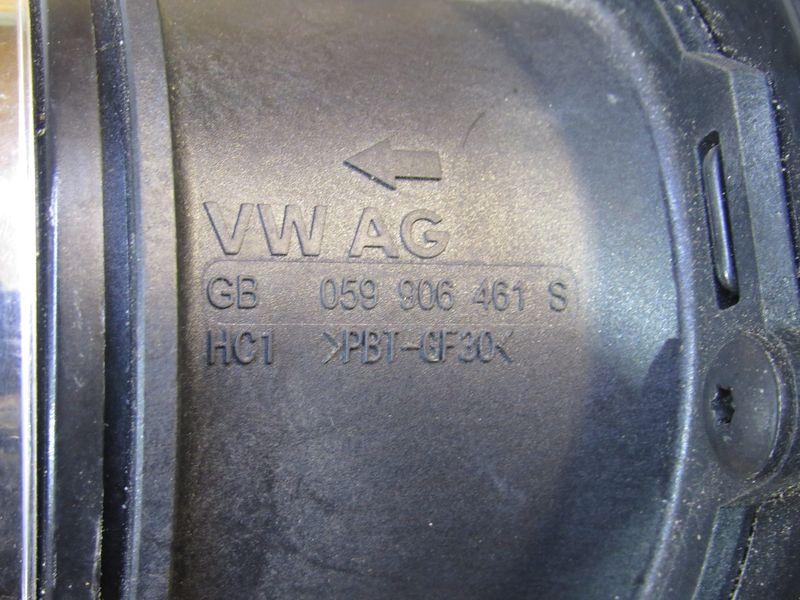 VW AG
GB 059 906 461 S
HC1 >PBT-GF30<